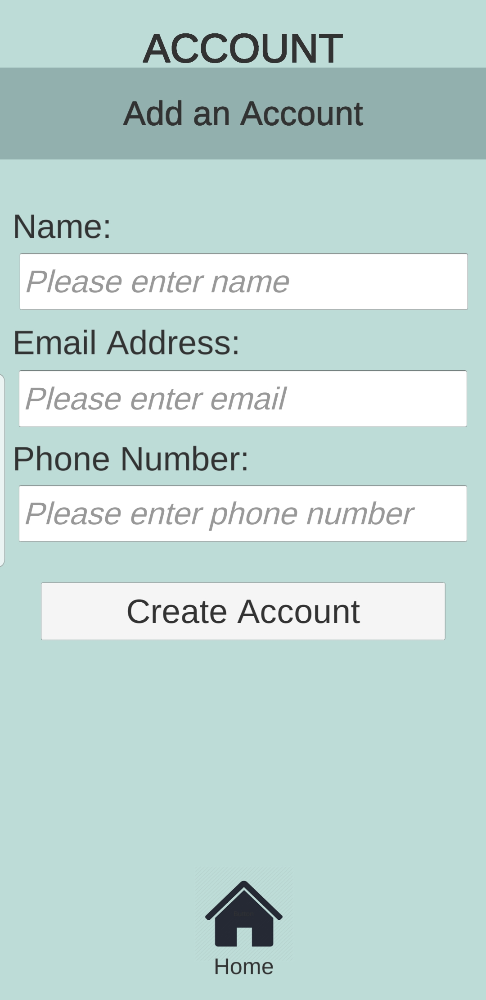 ACCOUNT
Add an Account
Name:
Please enter name
Email Address:
Please enter email
Phone Number:
Please enter phone number
Create Account
Button
Home